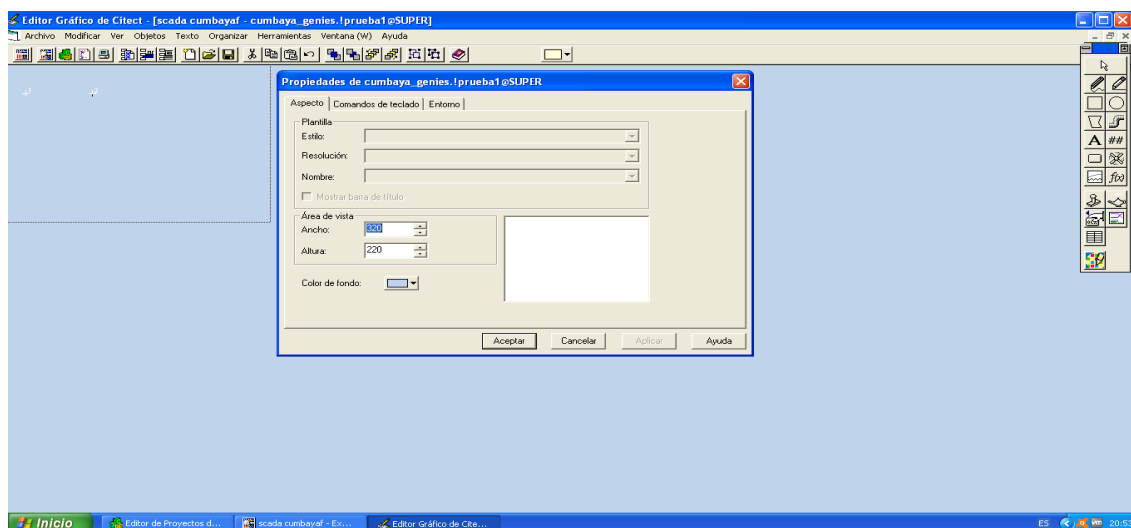 Editor Gráfico de Citect - [scada cumbayaf - cumbaya_genies.!prueba1@SUPER]
Archivo Modificar Ver Objetos Texto Organizar Herramientas Ventana (W) Ayuda
Propiedades de cumbaya_genies.!prueba1@SUPER
Aspecto Comandos de teclado Entorno
Plantilla
Estilo:
Resolución:
Nombre:
Mostrar barra de título
Área de vista
Ancho: 320
Altura: 220
Color de fondo:
Aceptar Cancelar Aplicar Ayuda
A ##
f(x)
Inicio Editor de Proyectos d... scada cumbayaf - Ex... Editor Gráfico de Cite... ES 20:53